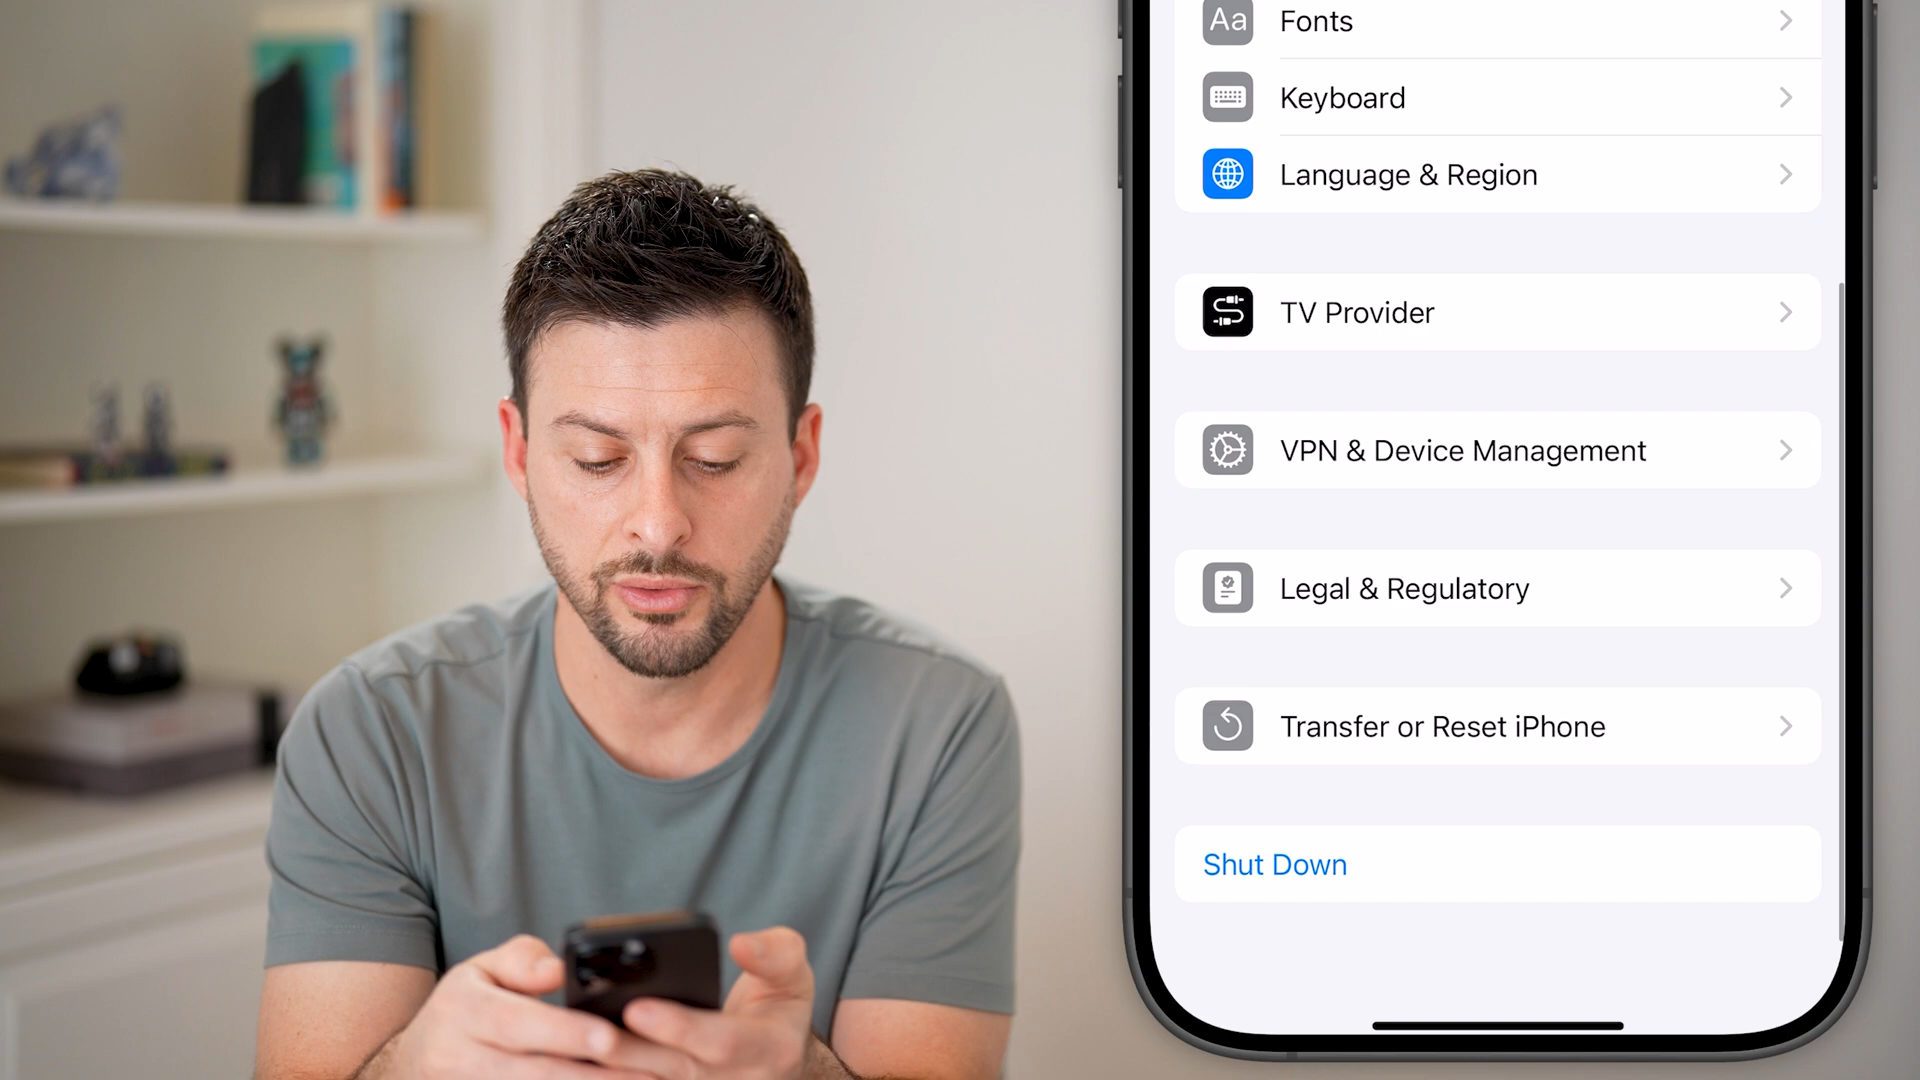 Aa Fonts
Keyboard
Language & Region
TV Provider
VPN & Device Management
Legal & Regulatory
Transfer or Reset iPhone
Shut Down